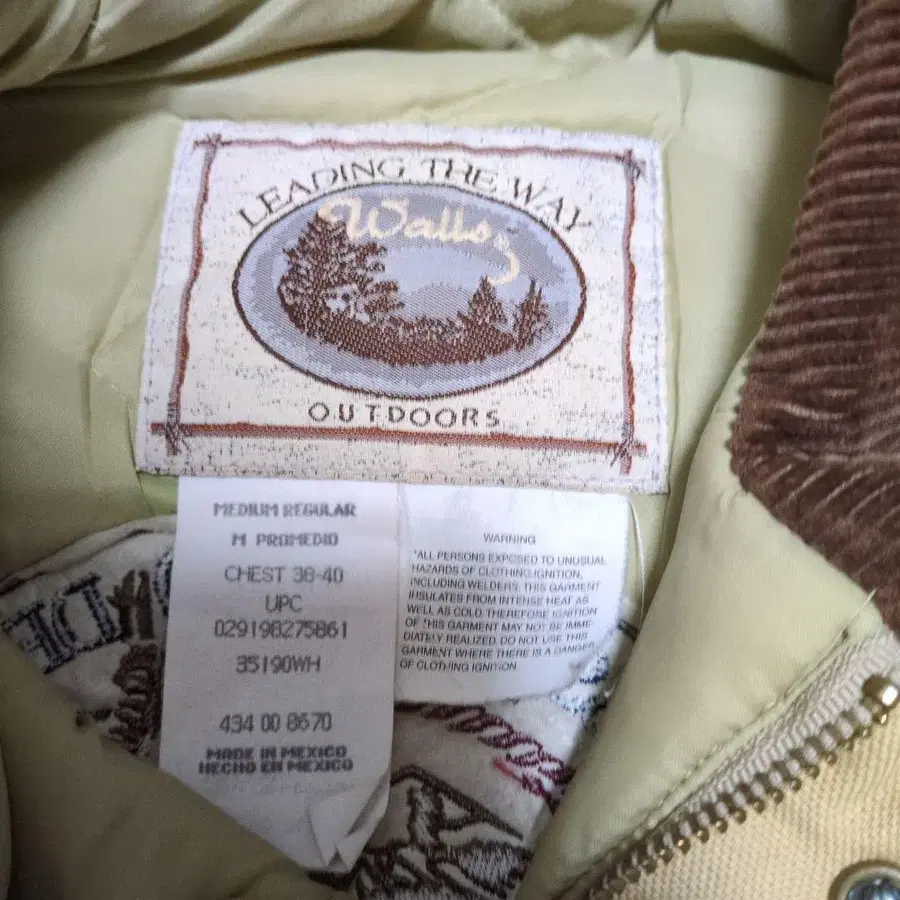 LEADING THE WAY
Walls
OUTDOORS
MEDIUM REGULAR
M PROMEDIO
CHEST 38-40
UPC
029198275861
35190WH
434 00 8670
MADE IN MEXICO
HECHO EN MEXICO
WARNING
"ALL PERSONS EXPOSED TO UNUSUAL
HAZARDS OF CLOTHING IGNITION,
INCLUDING WELDERS; THIS GARMENT
INSULATES FROM INTENSE HEAT AS
WELL AS COLD. THEREFORE IGNITION
OF THIS GARMENT MAY NOT BE IMME-
DIATELY REALIZED. DO NOT USE THIS
GARMENT WHERE THERE IS A DANGER
OF CLOTHING IGNITION.